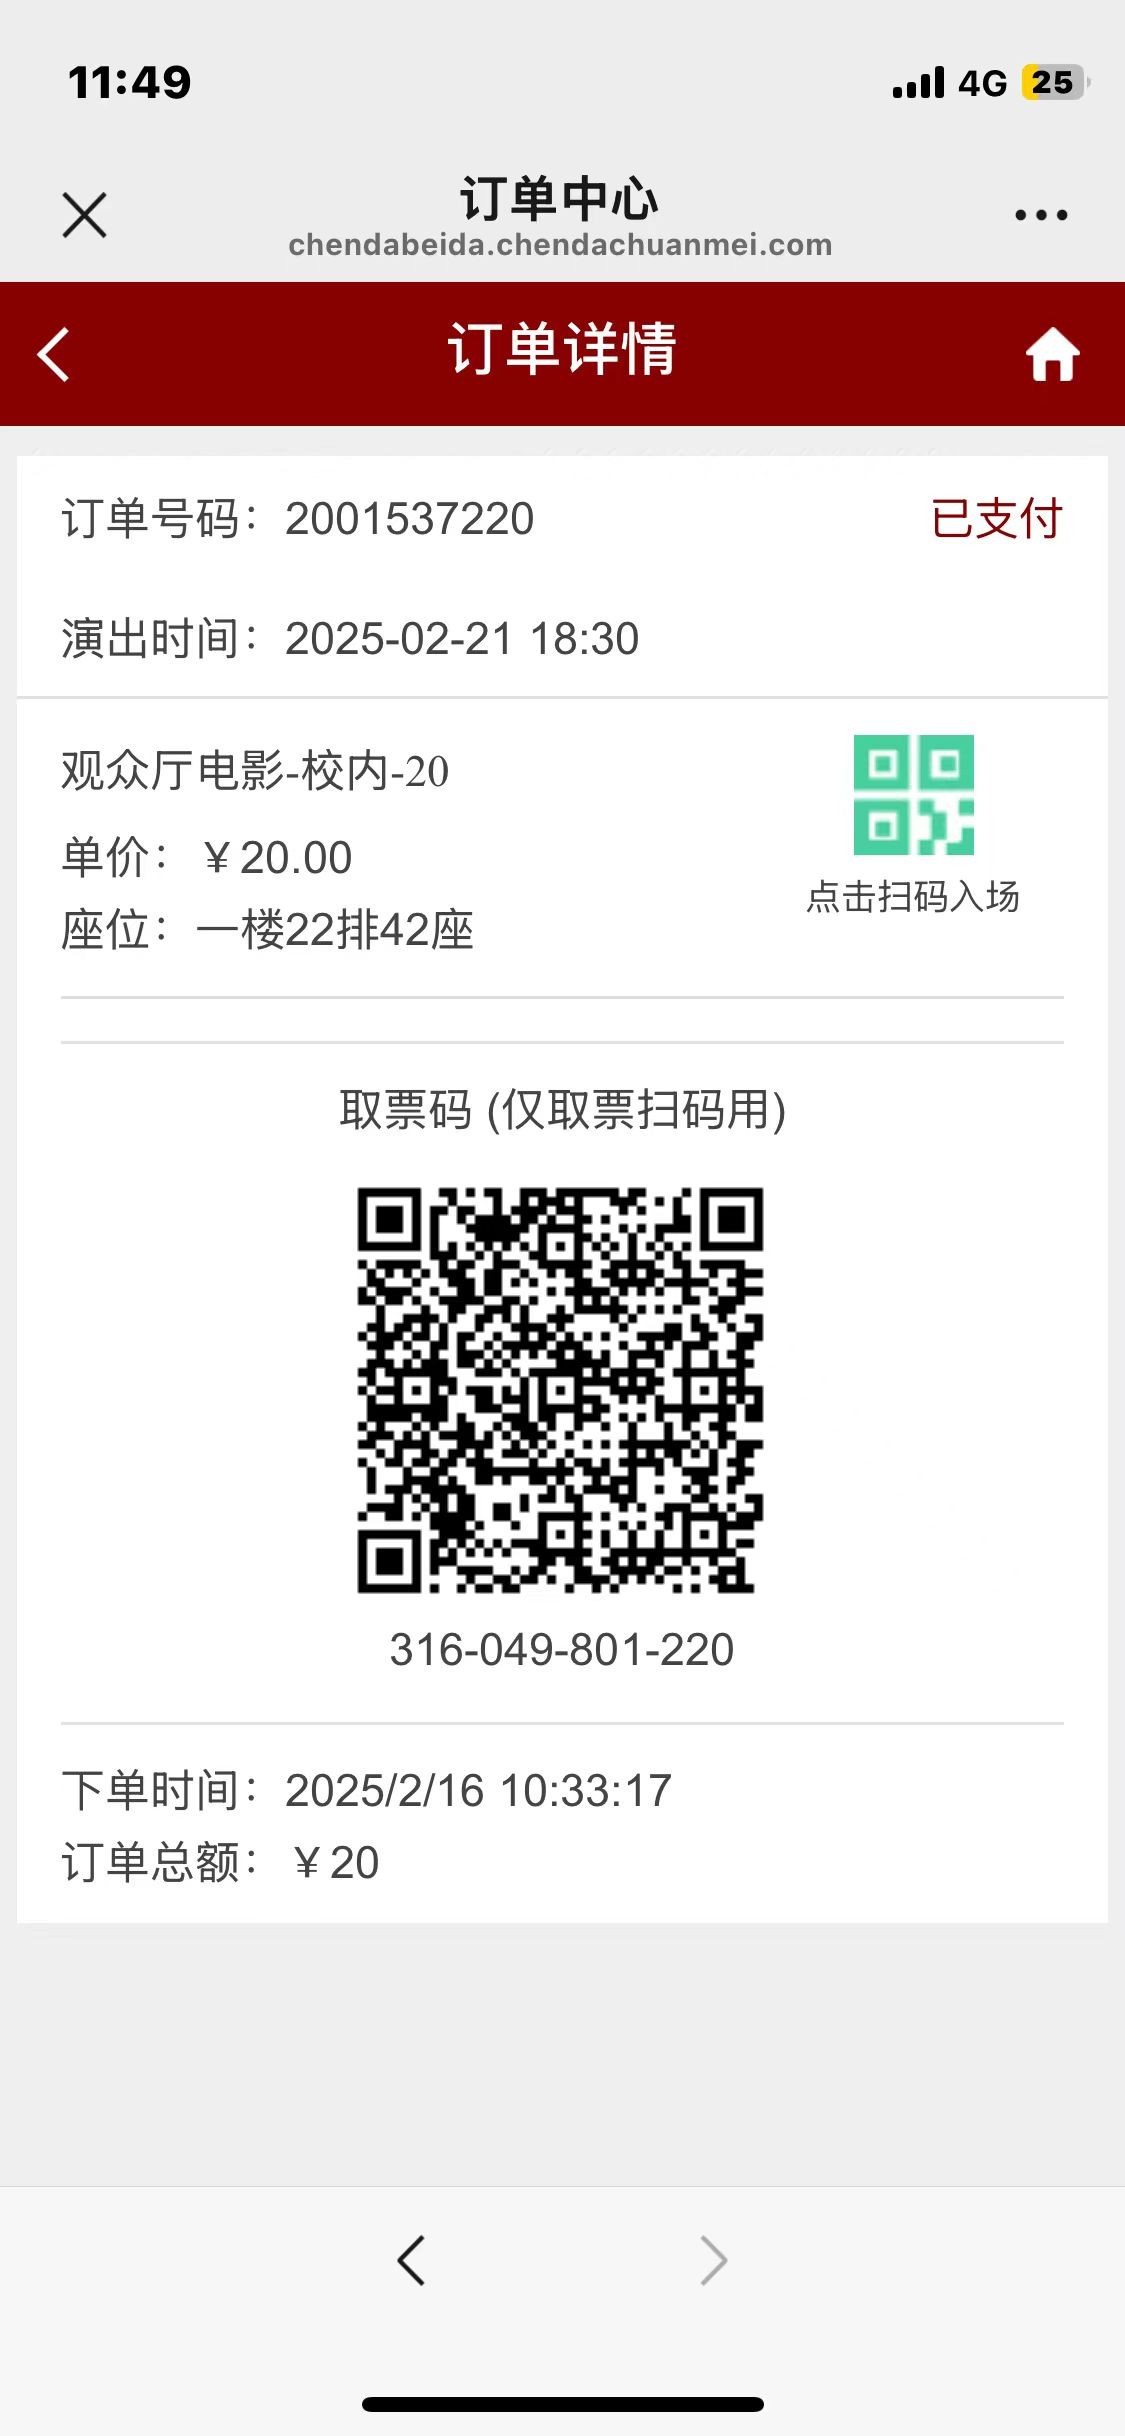 11:49
4G 25
订单中心
chendabeida.chendachuanmei.com
订单详情
订单号码：2001537220 已支付
演出时间：2025-02-21 18:30
观众厅电影-校内-20
单价：￥20.00
座位：一楼22排42座
点击扫码入场
取票码 (仅取票扫码用)
316-049-801-220
下单时间：2025/2/16 10:33:17
订单总额：￥20